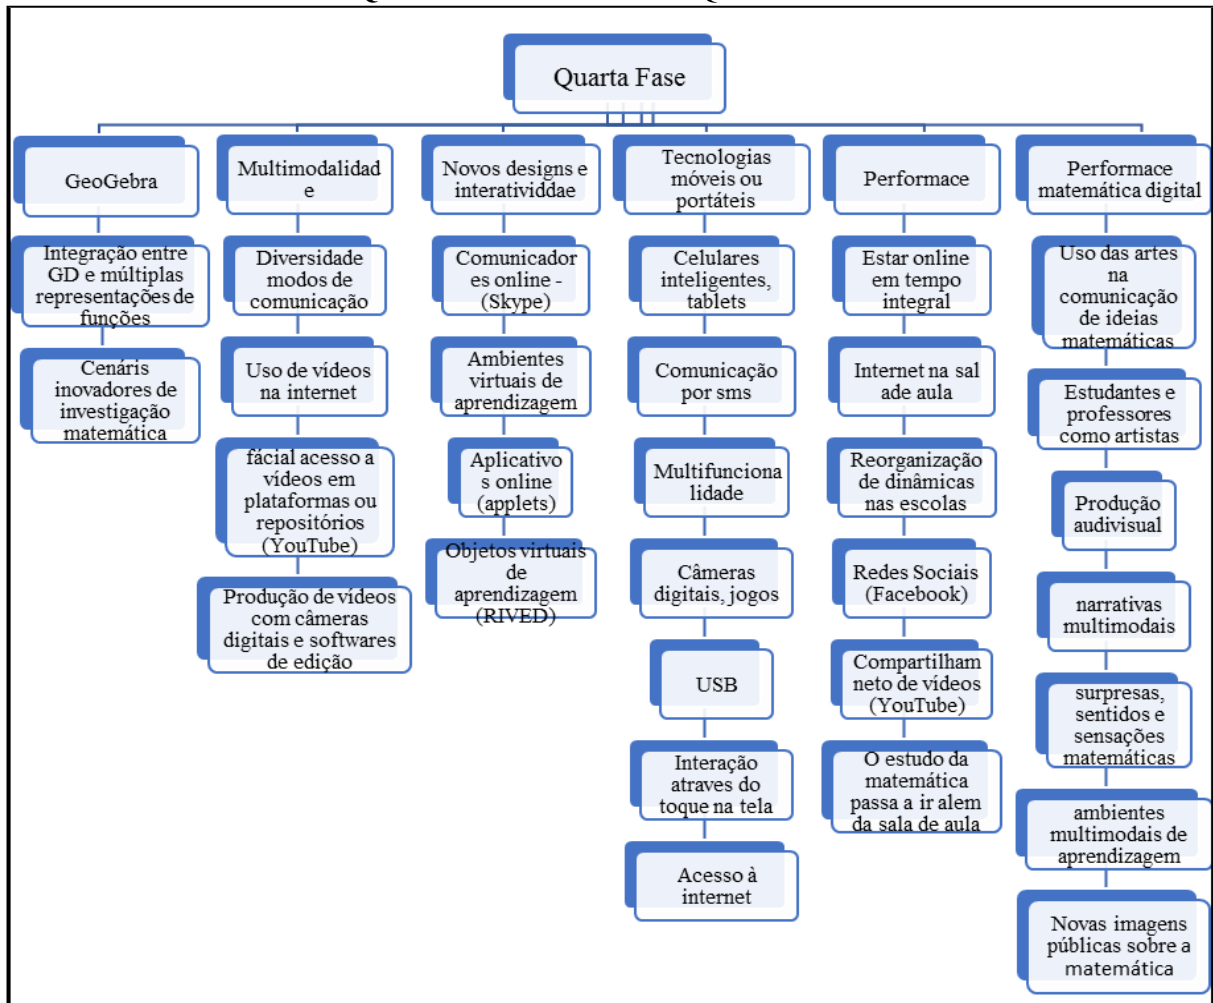 Quarta Fase
GeoGebra
Integração entre
GD e múltiplas
representações de
funções
Cenáris
inovadores de
investigação
matemática
Multimodalidad
e
Diversidade
modos de
comunicação
Uso de vídeos
na internet
fácial acesso a
vídeos em
plataformas ou
repositórios
(YouTube)
Produção de vídeos
com câmeras
digitais e softwares
de edição
Novos designs e
interatividdae
Comunicador
es online -
(Skype)
Ambientes
virtuais de
aprendizagem
Aplicativo
s online
(applets)
Objetos virtuais
de
aprendizagem
(RIVED)
Tecnologias
móveis ou
portáteis
Celulares
inteligentes,
tablets
Comunicação
por sms
Multifunciona
lidade
Câmeras
digitais, jogos
USB
Interação
atraves do
toque na tela
Acesso à
internet
Performace
Estar online
em tempo
integral
Internet na sal
ade aula
Reorganização
de dinâmicas
nas escolas
Redes Sociais
(Facebook)
Compartilham
neto de vídeos
(YouTube)
O estudo da
matemática
passa a ir alem
da sala de aula
Performace
matemática digital
Uso das artes
na
comunicação
de ideias
matemáticas
Estudantes e
professores
como artistas
Produção
audivisual
narrativas
multimodais
surpresas,
sentidos e
sensações
matemáticas
ambientes
multimodais de
aprendizagem
Novas imagens
públicas sobre a
matemática